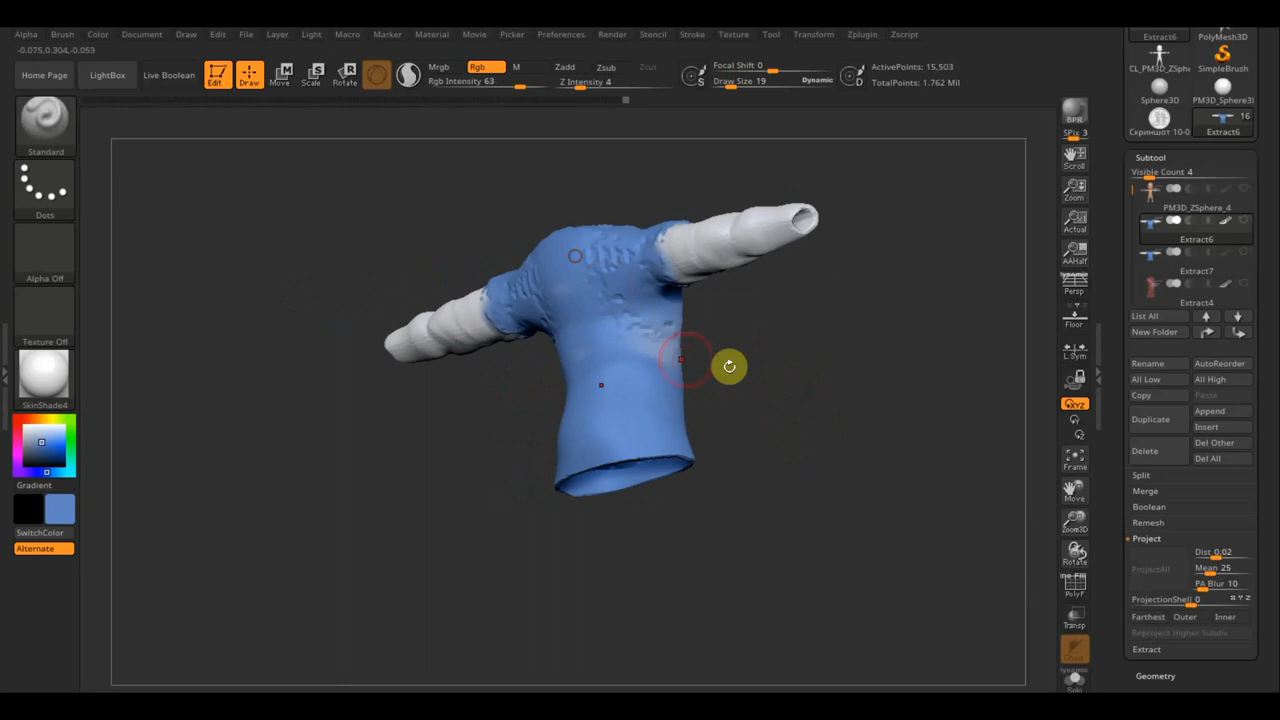 Alpha Brush Color Document Draw Edit File Layer Light Macro Marker Material Movie Picker Preferences Render Stencil Stroke Texture Tool Transform Zplugin Zscript
-0.075,0.304,-0.059
Home Page
LightBox
Live Boolean
Edit
Draw
Move
Scale
Rotate
Mrgb Rgb M
Rgb Intensity 63
Zadd Zsub Zcut
Z Intensity 4
S
Focal Shift 0
Draw Size 19 Dynamic
D
ActivePoints: 15,503
TotalPoints: 1.762 Mil
Standard
Dots
Alpha Off
Texture Off
SkinShade4
Gradient
SwitchColor
Alternate
BPR
SPix 3
Scroll
Zoom
Actual
AAHalf
Persp
Floor
L.Sym
XYZ
Y
Z
Frame
Move
Zoom3D
Rotate
PolyF
Transp
Ghost
Solo
Extract6 PolyMesh3D
CL_PM3D_ZSphe SimpleBrush
Sphere3D PM3D_Sphere3I
16
Скриншот 10-0 Extract6
Subtool
Visible Count 4
PM3D_ZSphere_4
Extract6
Extract7
Extract4
List All
New Folder
Rename AutoReorder
All Low All High
Copy Paste
Duplicate
Append
Insert
Delete
Del Other
Del All
Split
Merge
Boolean
Remesh
Project
ProjectAll
Dist 0.02
Mean 25
PA Blur 10
ProjectionShell 0
Farthest Outer Inner
Reproject Higher Subdiv
Extract
Geometry